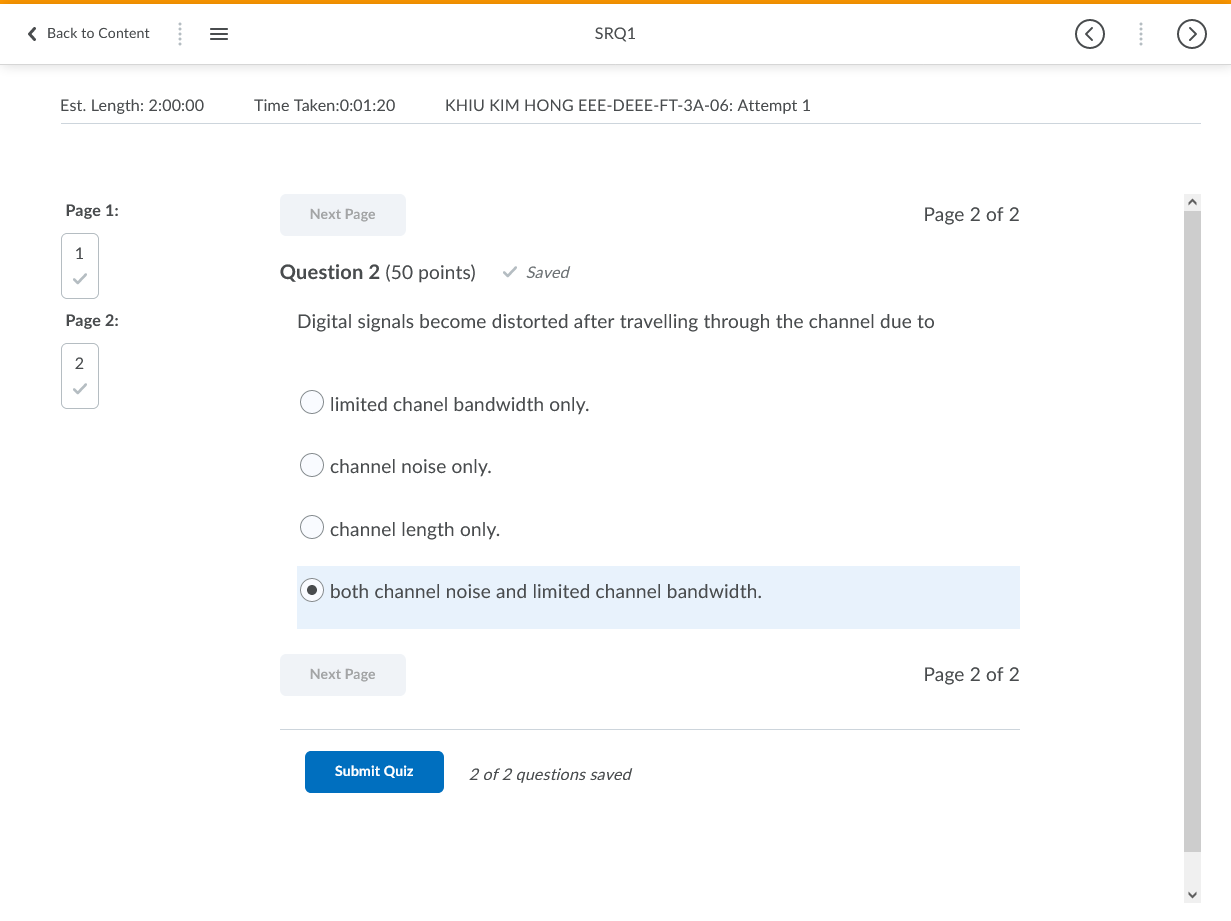 Back to Content
SRQ1
Est. Length: 2:00:00 Time Taken:0:01:20 KHIU KIM HONG EEE-DEEE-FT-3A-06: Attempt 1
Page 1:
1
Page 2:
2
Next Page
Page 2 of 2
Question 2 (50 points) Saved
Digital signals become distorted after travelling through the channel due to
limited chanel bandwidth only.
channel noise only.
channel length only.
both channel noise and limited channel bandwidth.
Next Page
Page 2 of 2
Submit Quiz
2 of 2 questions saved